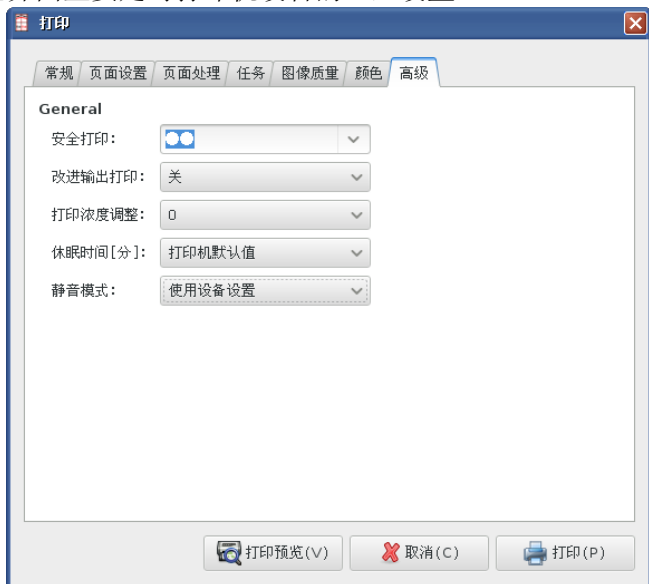 打印
常规 页面设置 页面处理 任务 图像质量 颜色 高级
General
安全打印: ●●
改进输出打印: 关
打印浓度调整: 0
休眠时间[分]: 打印机默认值
静音模式: 使用设备设置
打印预览(V) 取消(C) 打印(P)